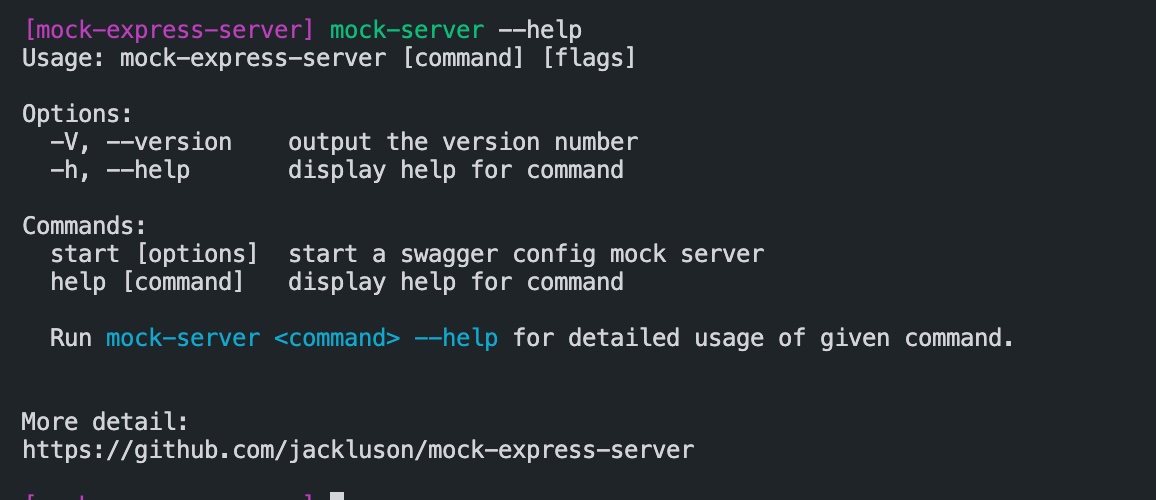 [mock-express-server] mock-server --help
Usage: mock-express-server [command] [flags]
Options:
-V, --version    output the version number
-h, --help       display help for command
Commands:
start [options]  start a swagger config mock server
help [command]   display help for command
Run mock-server <command> --help for detailed usage of given command.
More detail:
https://github.com/jackluson/mock-express-server